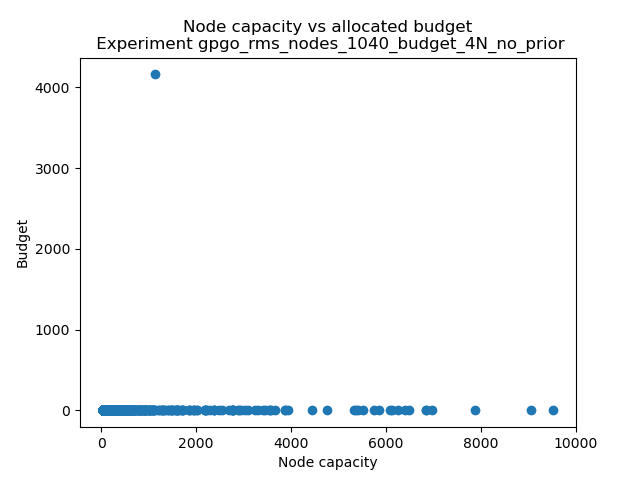 Node capacity vs allocated budget
Experiment gpgo_rms_nodes_1040_budget_4N_no_prior
4000
3000
2000
1000
0
Budget
0 2000 4000 6000 8000 10000
Node capacity